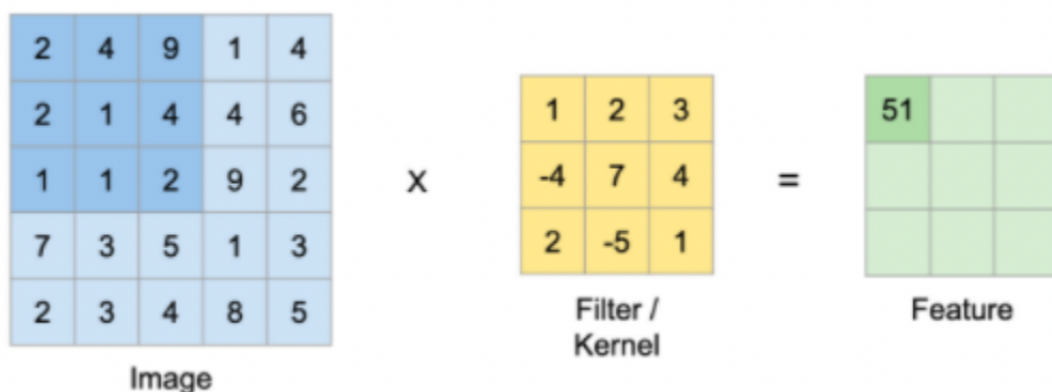 2 4 9 1 4
2 1 4 4 6
1 1 2 9 2
7 3 5 1 3
2 3 4 8 5
Image
x
1 2 3
-4 7 4
2 -5 1
Filter /
Kernel
=
51
Feature